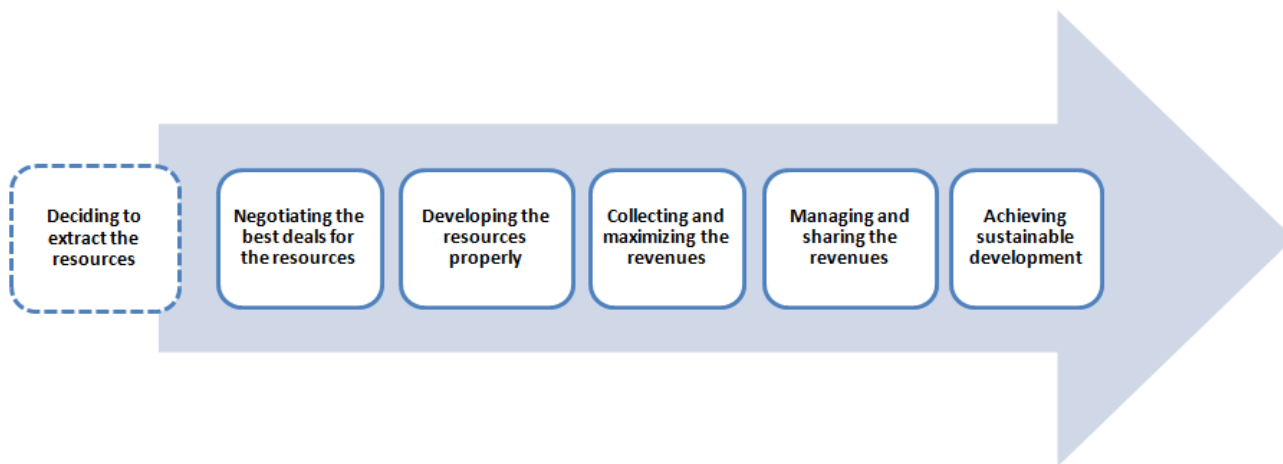 Deciding to
extract the
resources
Negotiating the
best deals for
the resources
Developing the
resources
properly
Collecting and
maximizing the
revenues
Managing and
sharing the
revenues
Achieving
sustainable
development